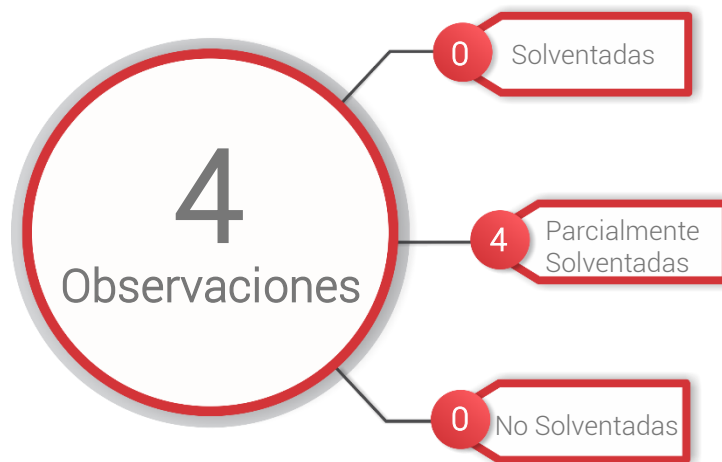 4
Observaciones
0
Solventadas
4
Parcialmente
Solventadas
0
No Solventadas